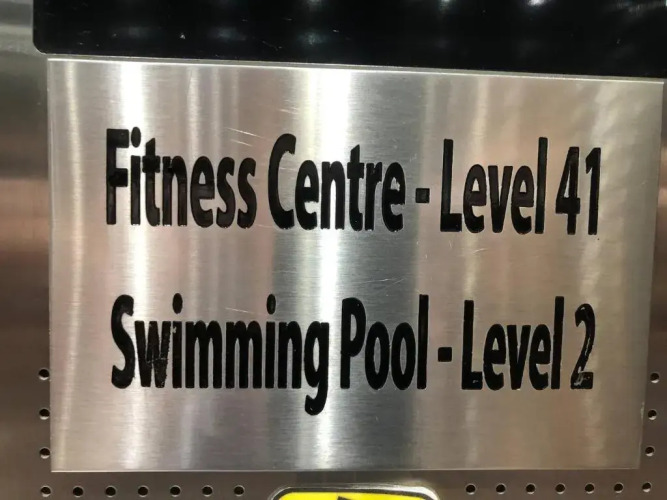 Fitness Centre - Level 41
Swimming Pool - Level 2